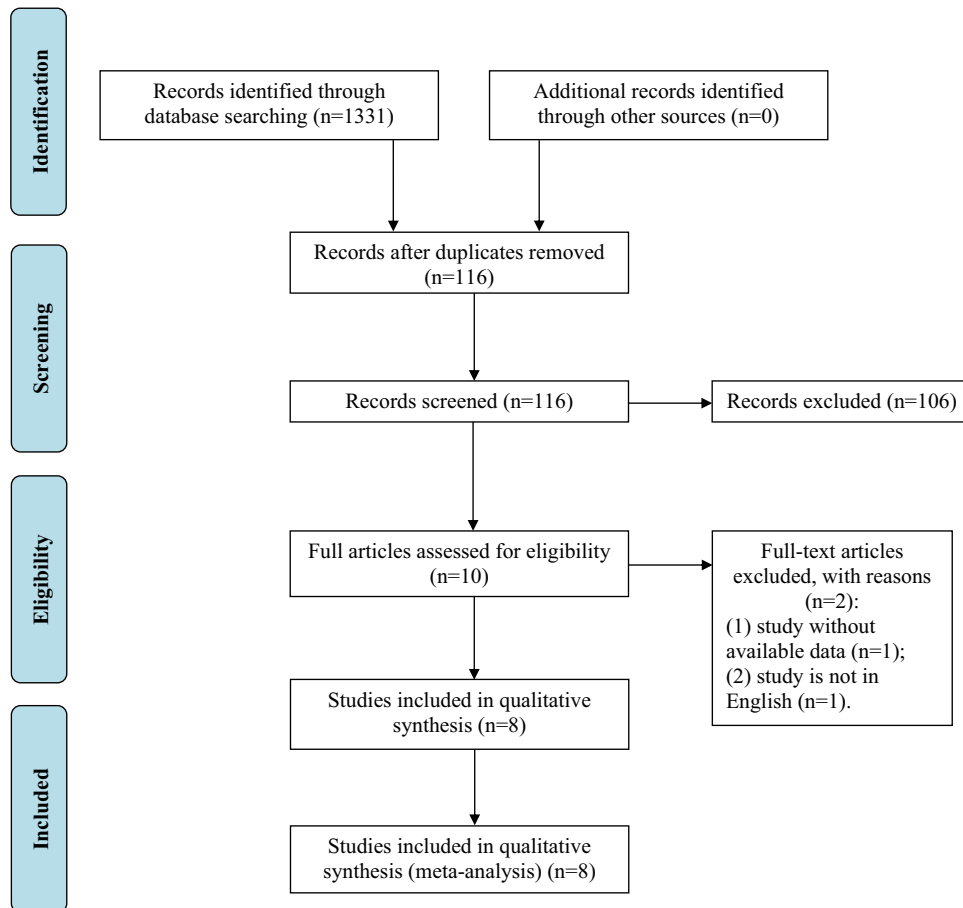 Identification
Records identified through
database searching (n=1331)
Additional records identified
through other sources (n=0)
Screening
Records after duplicates removed
(n=116)
Records screened (n=116)
Records excluded (n=106)
Eligibility
Full articles assessed for eligibility
(n=10)
Full-text articles
excluded, with reasons
(n=2):
(1) study without
available data (n=1);
(2) study is not in
English (n=1).
Included
Studies included in qualitative
synthesis (n=8)
Studies included in qualitative
synthesis (meta-analysis) (n=8)